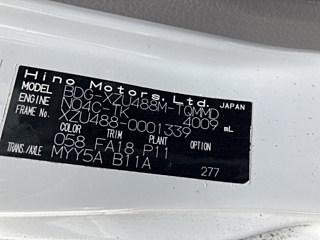 Hino Motors, Ltd. JAPAN
MODEL BDG-XZU488M-TQMMD
ENGINE N04C-TK 4009 mL
FRAME No. XZU488-0001339
COLOR TRIM PLANT OPTION
058 FA18 P11
TRANS./AXLE MYY5A B11A
277